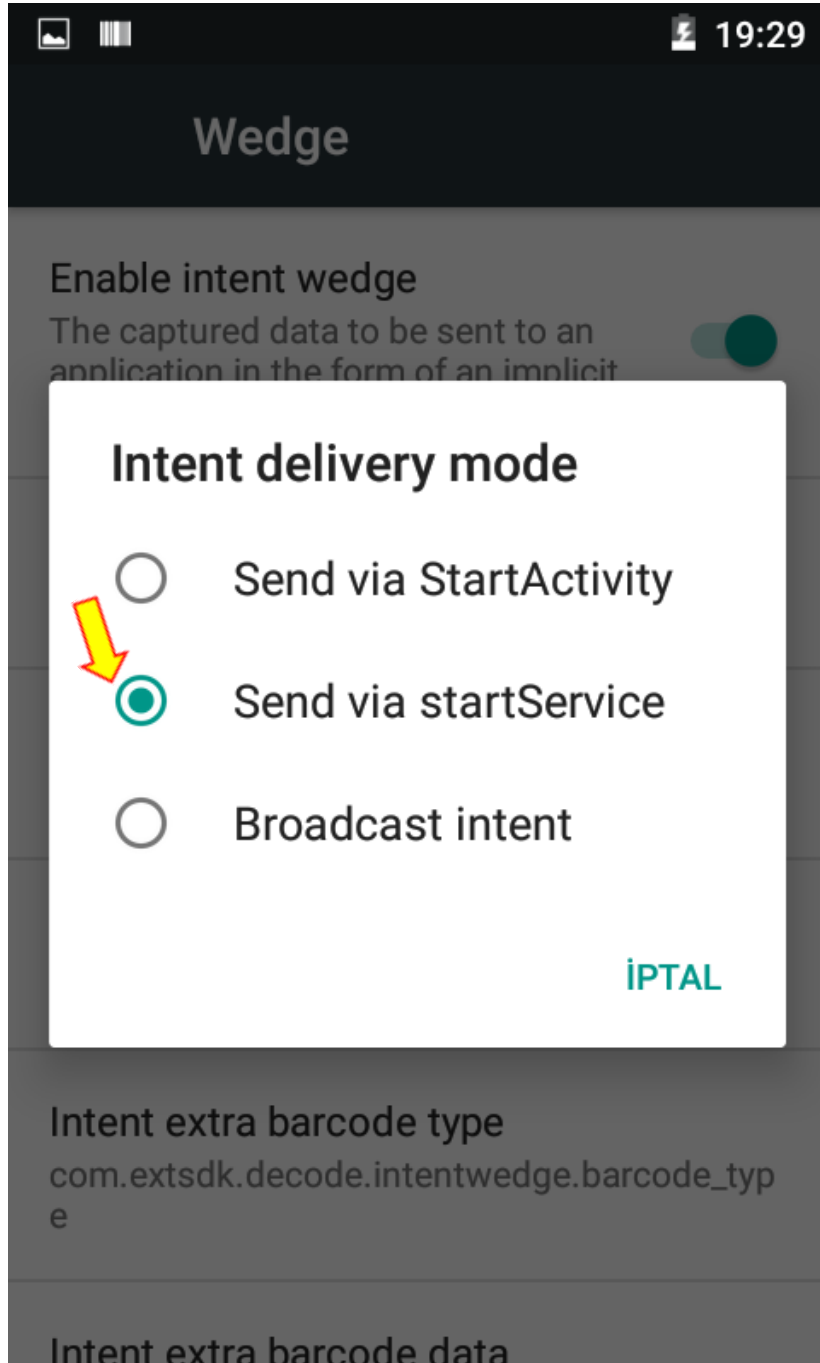 19:29
Wedge
Enable intent wedge
The captured data to be sent to an
application in the form of an implicit
Intent delivery mode
Send via StartActivity
Send via startService
Broadcast intent
İPTAL
Intent extra barcode type
com.extsdk.decode.intentwedge.barcode_typ
e
Intent extra barcode data